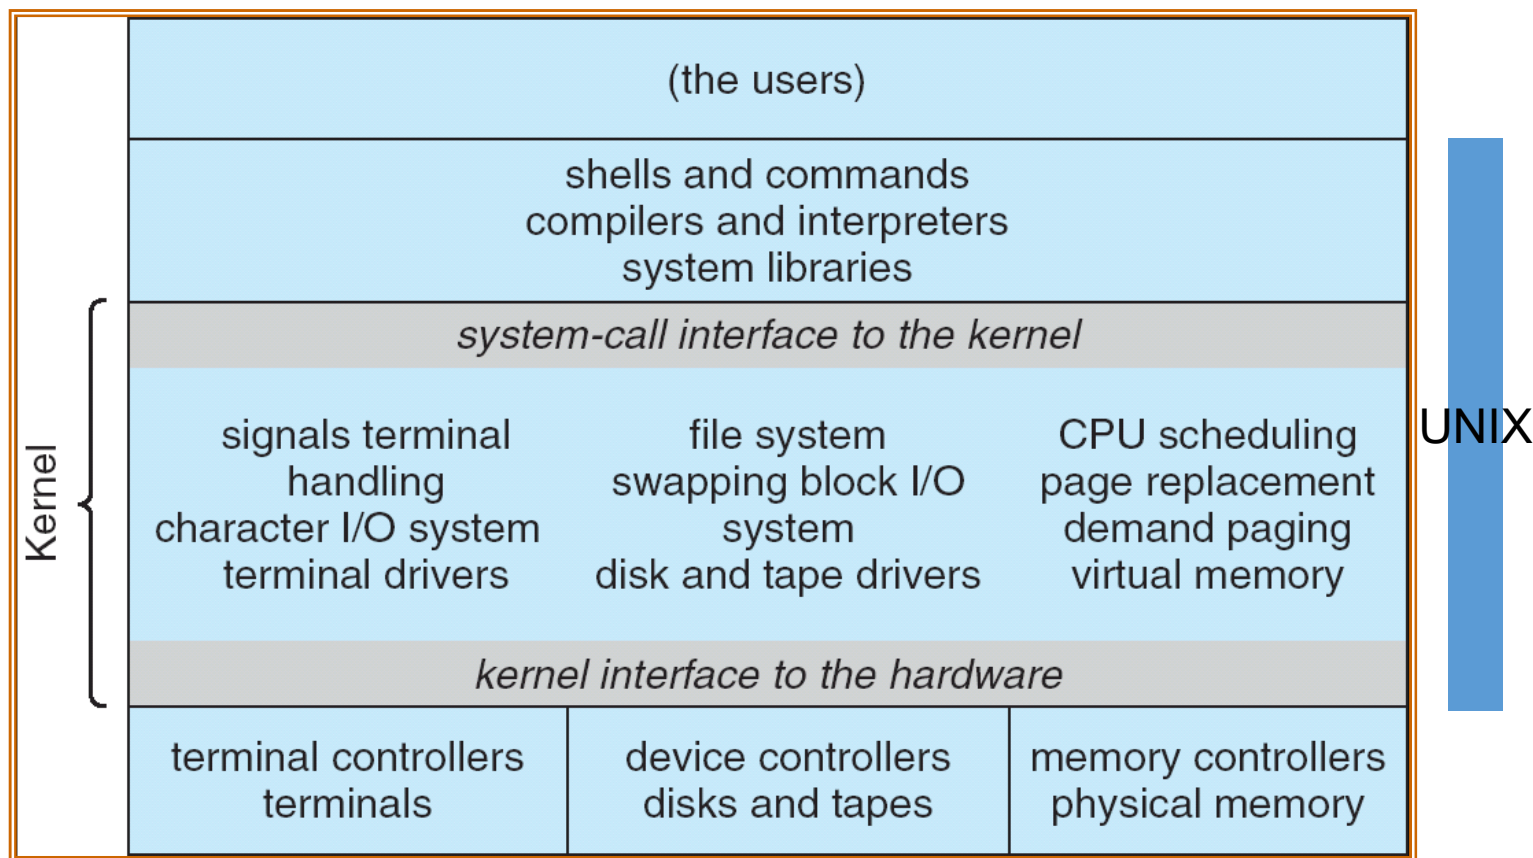 (the users)
shells and commands
compilers and interpreters
system libraries
system-call interface to the kernel
signals terminal
handling
character I/O system
terminal drivers
file system
swapping block I/O
system
disk and tape drivers
CPU scheduling
page replacement
demand paging
virtual memory
kernel interface to the hardware
terminal controllers
terminals
device controllers
disks and tapes
memory controllers
physical memory
Kernel
UNIX